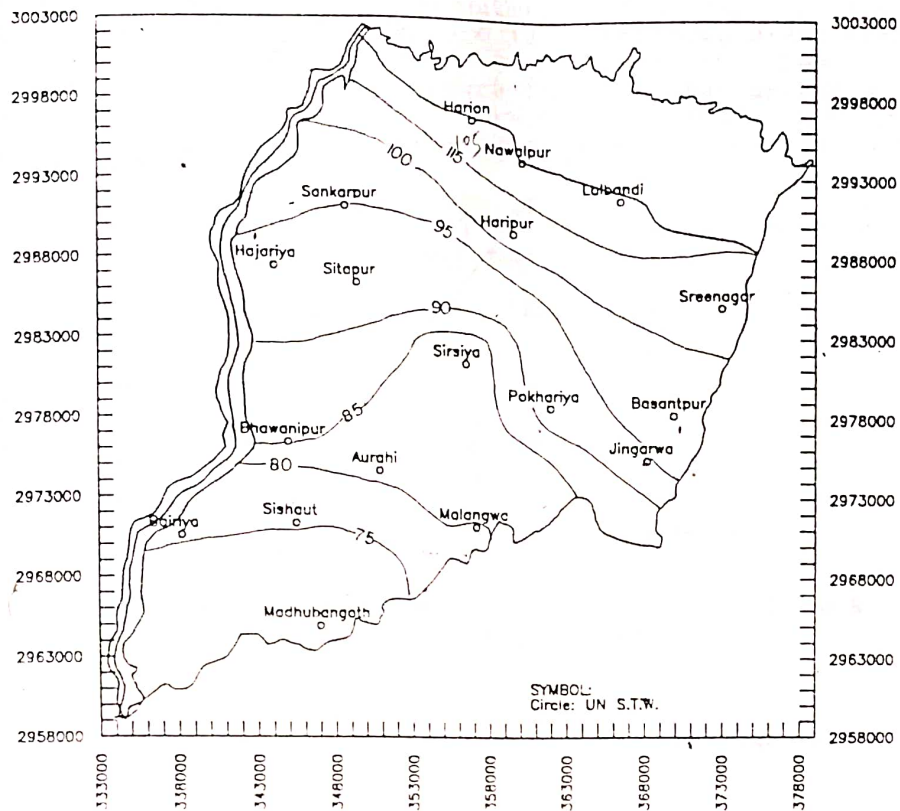 3003000 3003000
2998000 Harion 2998000
105
100 115 Nawalpur
2993000 Lalbandi 2993000
Sankarpur
95 Haripur
2988000 Hajariya 2988000
Sitapur
Sreenagar
90
2983000 2983000
Sirsiya
85 Pokhariya Basantpur
2978000 Bhawanipur 2978000
Jingarwa
80 Aurahi
2973000 2973000
Bairiya Sishaut Malangwa
75
2968000 2968000
Madhubangoth
2963000 2963000
SYMBOL:
Circle: UN S.T.W.
2958000 2958000
333000 338000 343000 348000 353000 358000 363000 368000 373000 378000